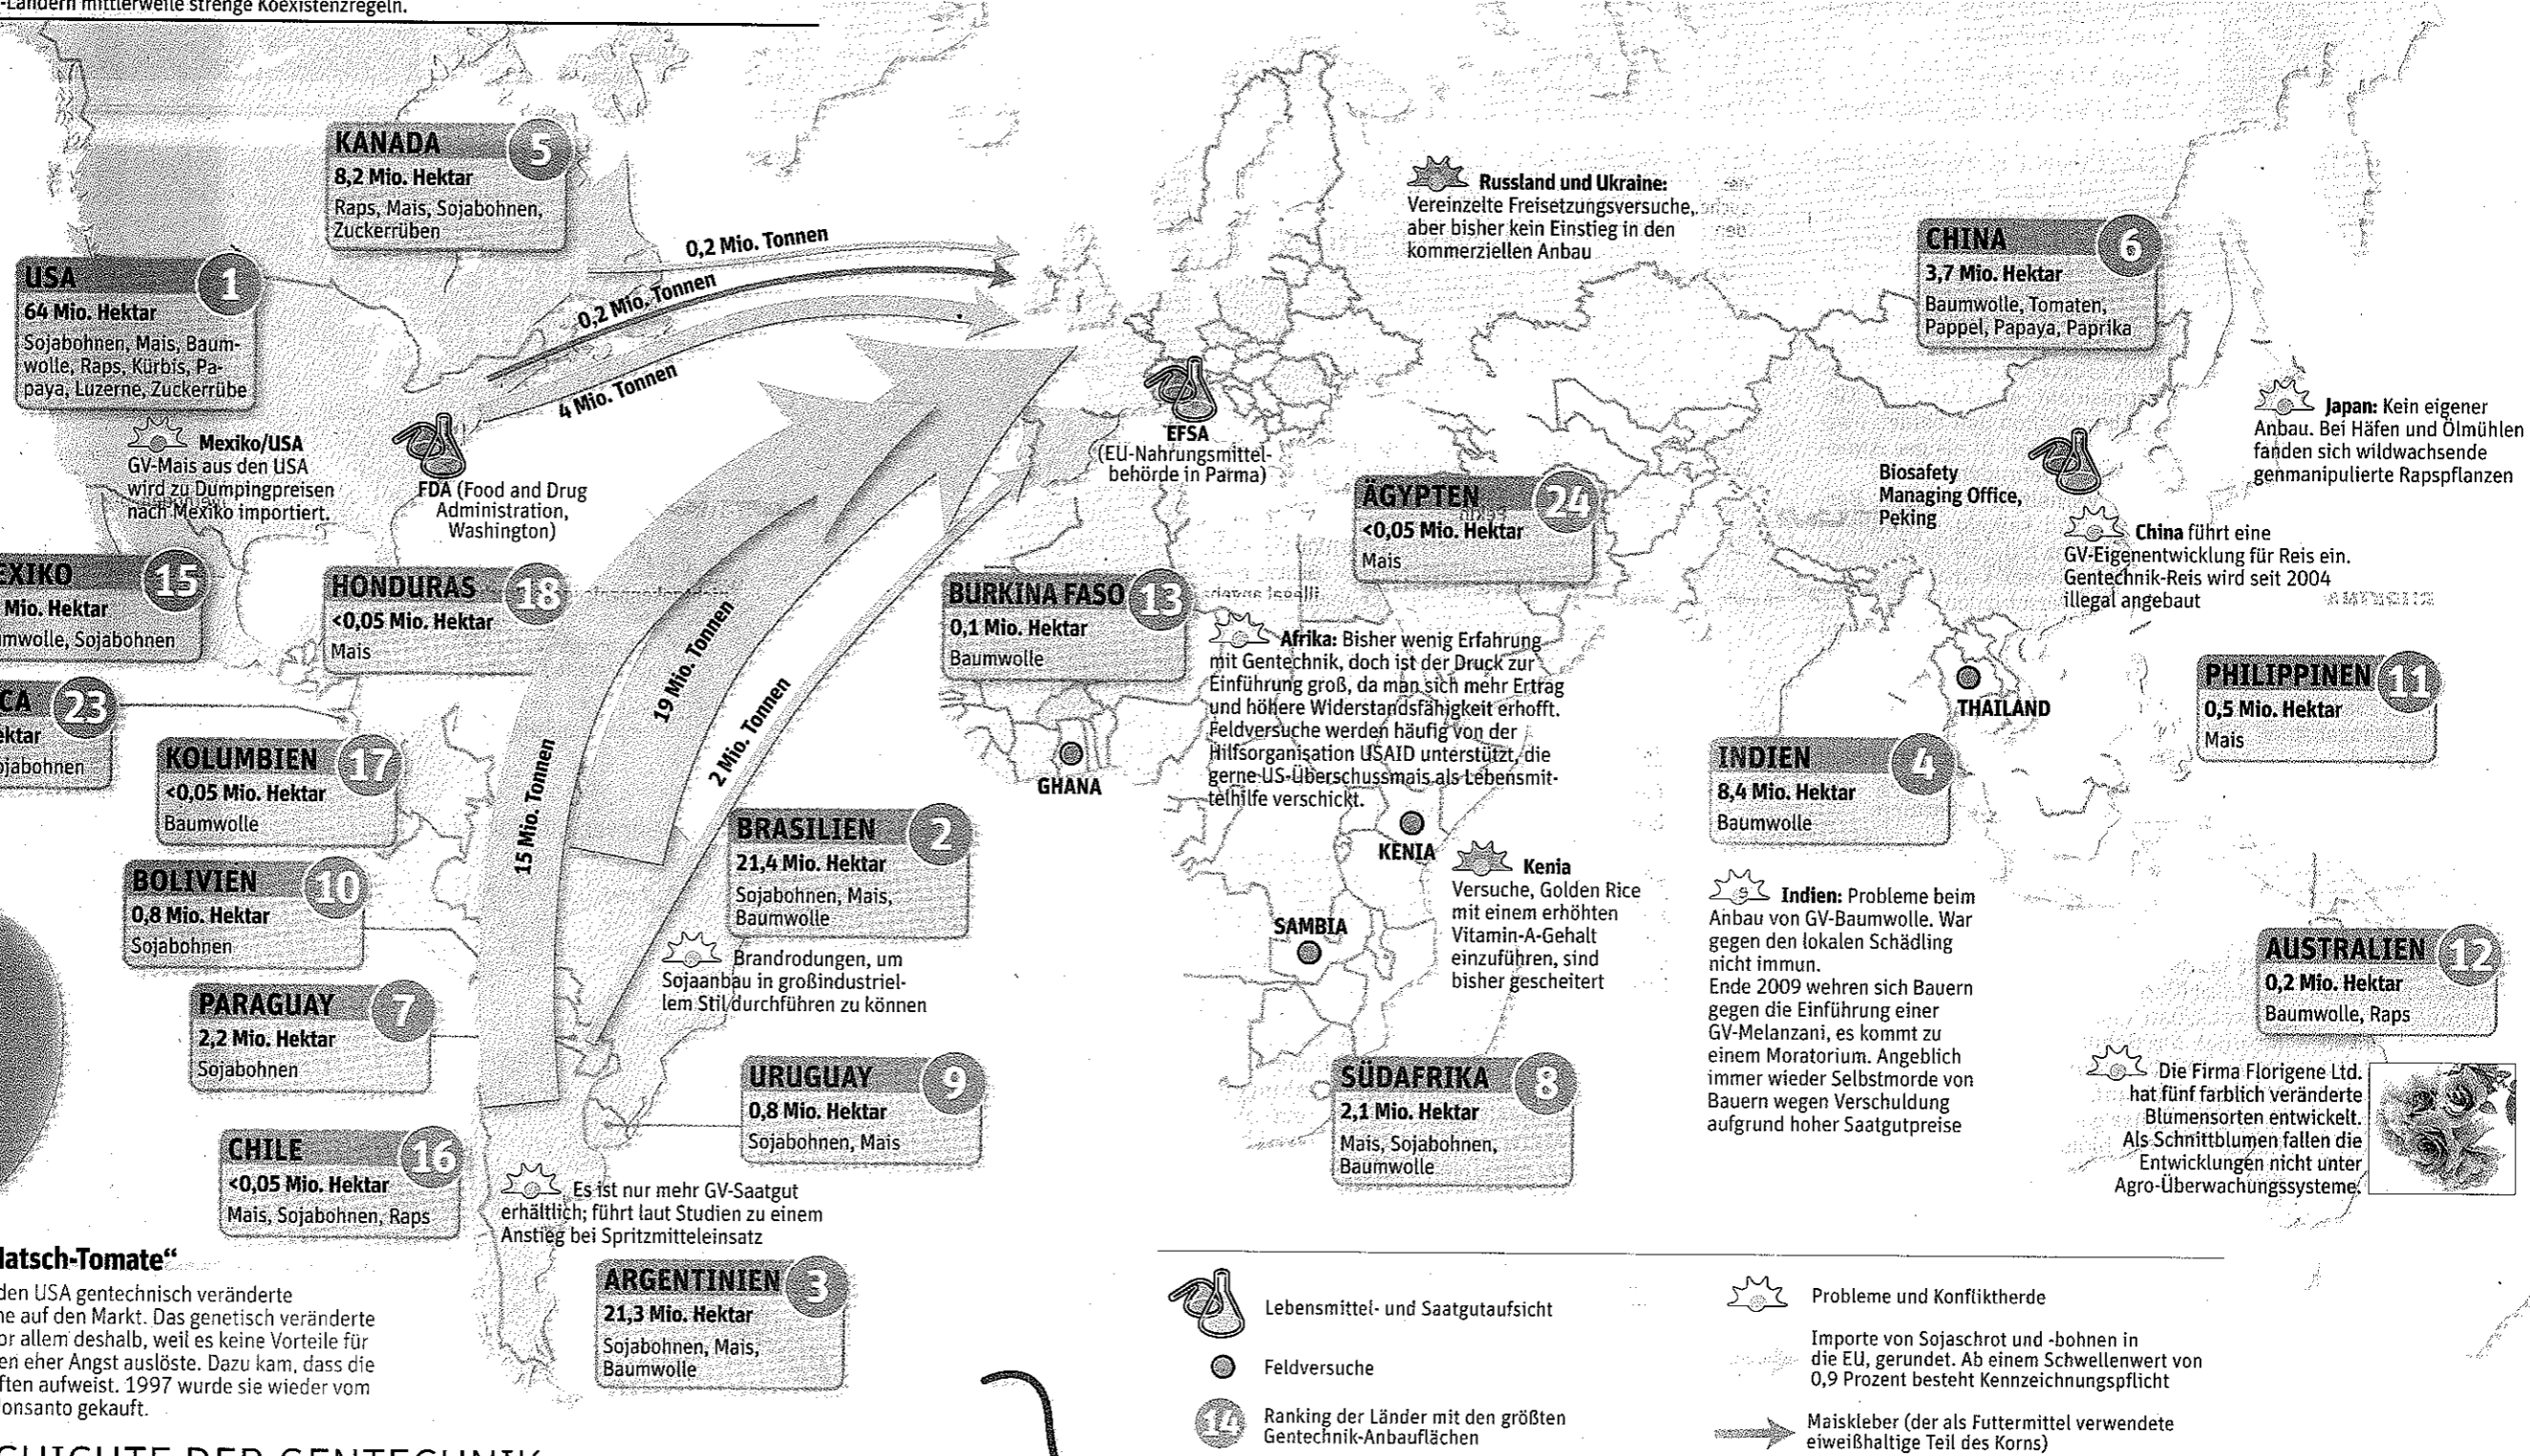 -Ländern mittlerweile strenge Koexistenzregeln.
KANADA 5
8,2 Mio. Hektar
Raps, Mais, Sojabohnen,
Zuckerrüben
USA 1
64 Mio. Hektar
Sojabohnen, Mais, Baum-
wolle, Raps, Kürbis, Pa-
paya, Luzerne, Zuckerrübe
0,2 Mio. Tonnen
0,2 Mio. Tonnen
4 Mio. Tonnen
Mexiko/USA
GV-Mais aus den USA
wird zu Dumpingpreisen
nach Mexiko importiert.
FDA (Food and Drug
Administration,
Washington)
EXIKO 15
Mio. Hektar
mwolle, Sojabohnen
HONDURAS 18
<0,05 Mio. Hektar
Mais
CA 23
ektar
ojabohnen
KOLUMBIEN 17
<0,05 Mio. Hektar
Baumwolle
BOLIVIEN 10
0,8 Mio. Hektar
Sojabohnen
PARAGUAY 7
2,2 Mio. Hektar
Sojabohnen
CHILE 16
<0,05 Mio. Hektar
Mais, Sojabohnen, Raps
15 Mio. Tonnen
19 Mio. Tonnen
2 Mio. Tonnen
BRASILIEN 2
21,4 Mio. Hektar
Sojabohnen, Mais,
Baumwolle
Brandrodungen, um
Sojaanbau in großindustriel-
lem Stil durchführen zu können
URUGUAY 9
0,8 Mio. Hektar
Sojabohnen, Mais
Es ist nur mehr GV-Saatgut
erhältlich; führt laut Studien zu einem
Anstieg bei Spritzmitteleinsatz
ARGENTINIEN 3
21,3 Mio. Hektar
Sojabohnen, Mais,
Baumwolle
Russland und Ukraine:
Vereinzelte Freisetzungsversuche,
aber bisher kein Einstieg in den
kommerziellen Anbau
EFSA
(EU-Nahrungsmittel-
behörde in Parma)
ÄGYPTEN 24
<0,05 Mio. Hektar
Mais
BURKINA FASO 13
0,1 Mio. Hektar
Baumwolle
Afrika: Bisher wenig Erfahrung
mit Gentechnik, doch ist der Druck zur
Einführung groß, da man sich mehr Ertrag
und höhere Widerstandsfähigkeit erhofft.
Feldversuche werden häufig von der
Hilfsorganisation USAID unterstützt, die
gerne US-Überschussmais als Lebensmit-
telhilfe verschickt.
GHANA
KENIA
Kenia
Versuche, Golden Rice
mit einem erhöhten
Vitamin-A-Gehalt
einzuführen, sind
bisher gescheitert
SAMBIA
SÜDAFRIKA 8
2,1 Mio. Hektar
Mais, Sojabohnen,
Baumwolle
CHINA 6
3,7 Mio. Hektar
Baumwolle, Tomaten,
Pappel, Papaya, Paprika
Japan: Kein eigener
Anbau. Bei Häfen und Ölmühlen
fanden sich wildwachsende
genmanipulierte Rapspflanzen
Biosafety
Managing Office,
Peking
China führt eine
GV-Eigenentwicklung für Reis ein.
Gentechnik-Reis wird seit 2004
illegal angebaut
THAILAND
PHILIPPINEN 11
0,5 Mio. Hektar
Mais
INDIEN 4
8,4 Mio. Hektar
Baumwolle
Indien: Probleme beim
Anbau von GV-Baumwolle. War
gegen den lokalen Schädling
nicht immun.
Ende 2009 wehren sich Bauern
gegen die Einführung einer
GV-Melanzani, es kommt zu
einem Moratorium. Angeblich
immer wieder Selbstmorde von
Bauern wegen Verschuldung
aufgrund hoher Saatgutpreise
AUSTRALIEN 12
0,2 Mio. Hektar
Baumwolle, Raps
Die Firma Florigene Ltd.
hat fünf farblich veränderte
Blumensorten entwickelt.
Als Schnittblumen fallen die
Entwicklungen nicht unter
Agro-Überwachungssysteme.
latsch-Tomate“
den USA gentechnisch veränderte
ne auf den Markt. Das genetisch veränderte
or allem deshalb, weil es keine Vorteile für
en eher Angst auslöste. Dazu kam, dass die
ften aufweist. 1997 wurde sie wieder vom
onsanto gekauft.
CHICHTE DER GENTECHNIK
Lebensmittel- und Saatgutaufsicht
Feldversuche
14 Ranking der Länder mit den größten
Gentechnik-Anbauflächen
Probleme und Konfliktherde
Importe von Sojaschrot und -bohnen in
die EU, gerundet. Ab einem Schwellenwert von
0,9 Prozent besteht Kennzeichnungspflicht
Maiskleber (der als Futtermittel verwendete
eiweißhaltige Teil des Korns)